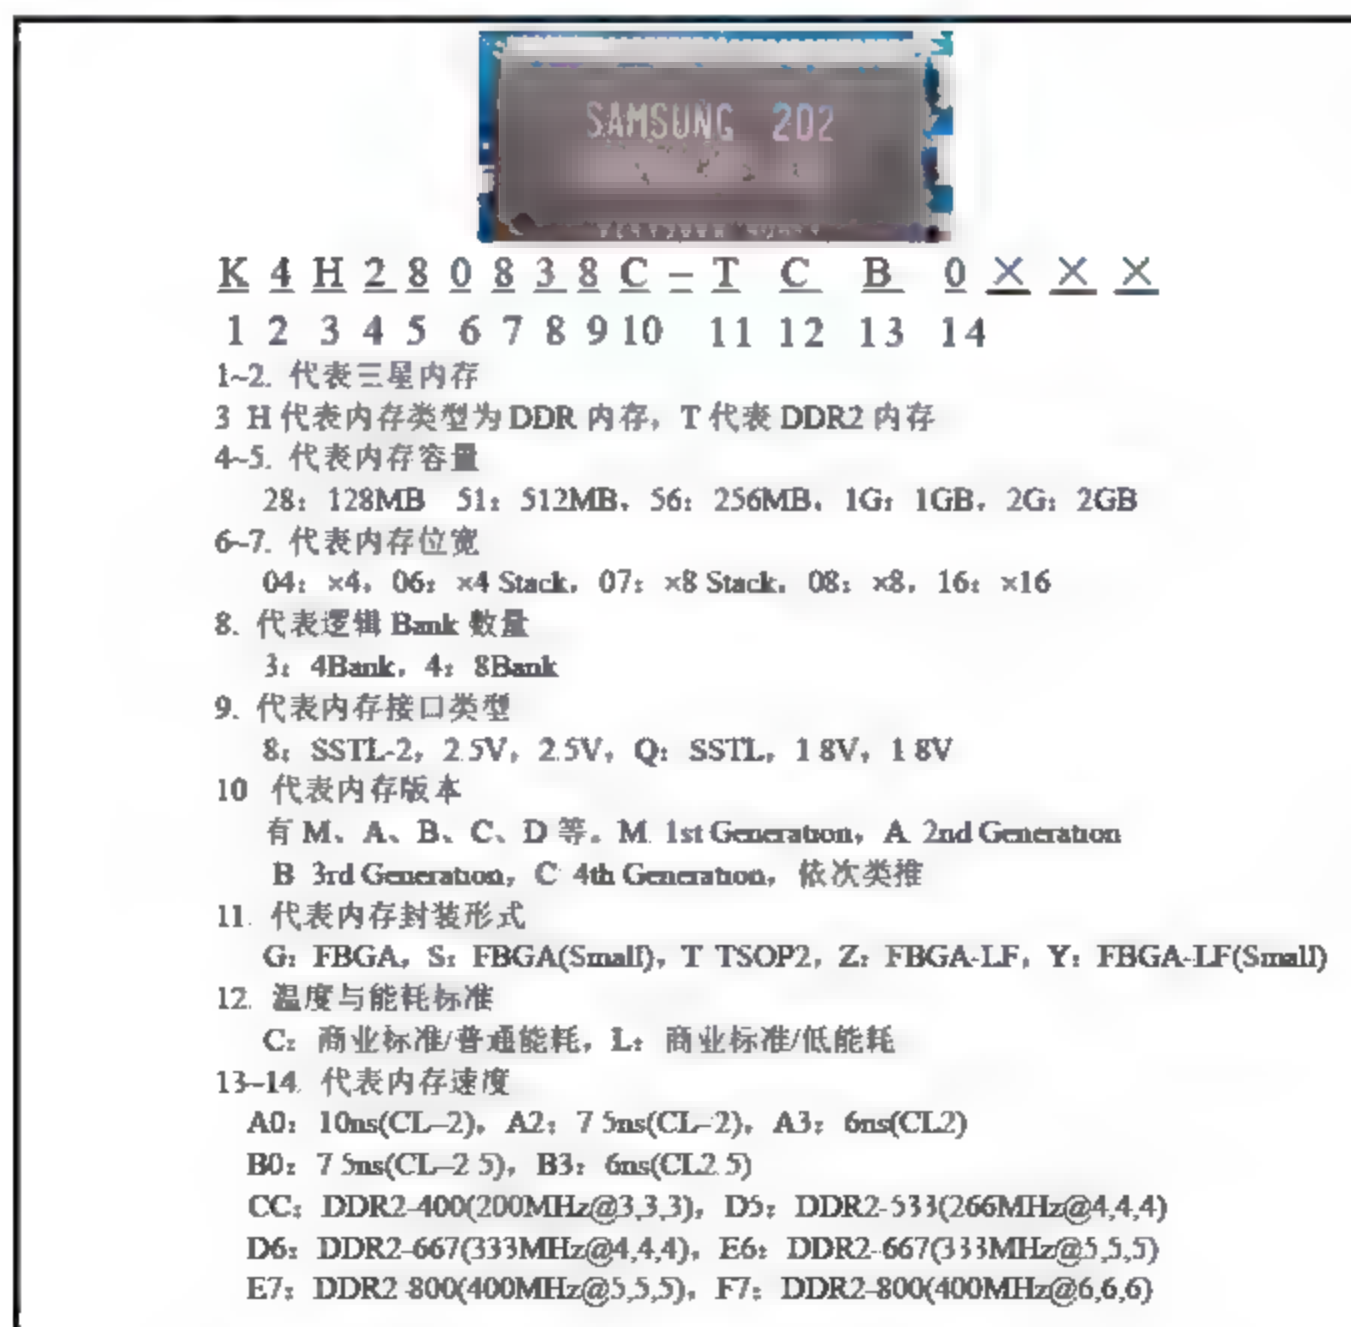 SAMSUNG 202
K 4 H 2 8 0 8 3 8 C - T C B 0 × × ×
1 2 3 4 5 6 7 8 9 10 11 12 13 14
1~2. 代表三星内存
3 H 代表内存类型为 DDR 内存, T 代表 DDR2 内存
4~5. 代表内存容量
28: 128MB 51: 512MB, 56: 256MB, 1G: 1GB, 2G: 2GB
6~7. 代表内存位宽
04: ×4, 06: ×4 Stack, 07: ×8 Stack, 08: ×8, 16: ×16
8. 代表逻辑 Bank 数量
3: 4Bank, 4: 8Bank
9. 代表内存接口类型
8: SSTL-2, 2.5V, 2.5V, Q: SSTL, 1 8V, 1 8V
10 代表内存版本
有 M、A、B、C、D 等。M. 1st Generation, A. 2nd Generation
B 3rd Generation, C 4th Generation, 依次类推
11. 代表内存封装形式
G: FBGA, S: FBGA(Small), T TSOP2, Z: FBGA-LF, Y: FBGA-LF(Small)
12. 温度与能耗标准
C: 商业标准/普通能耗, L: 商业标准/低能耗
13~14. 代表内存速度
A0: 10ns(CL-2), A2: 7 5ns(CL-2), A3: 6ns(CL2)
B0: 7 5ns(CL-2 5), B3: 6ns(CL2 5)
CC: DDR2-400(200MHz@3,3,3), D5: DDR2-533(266MHz@4,4,4)
D6: DDR2-667(333MHz@4,4,4), E6: DDR2-667(333MHz@5,5,5)
E7: DDR2-800(400MHz@5,5,5), F7: DDR2-800(400MHz@6,6,6)